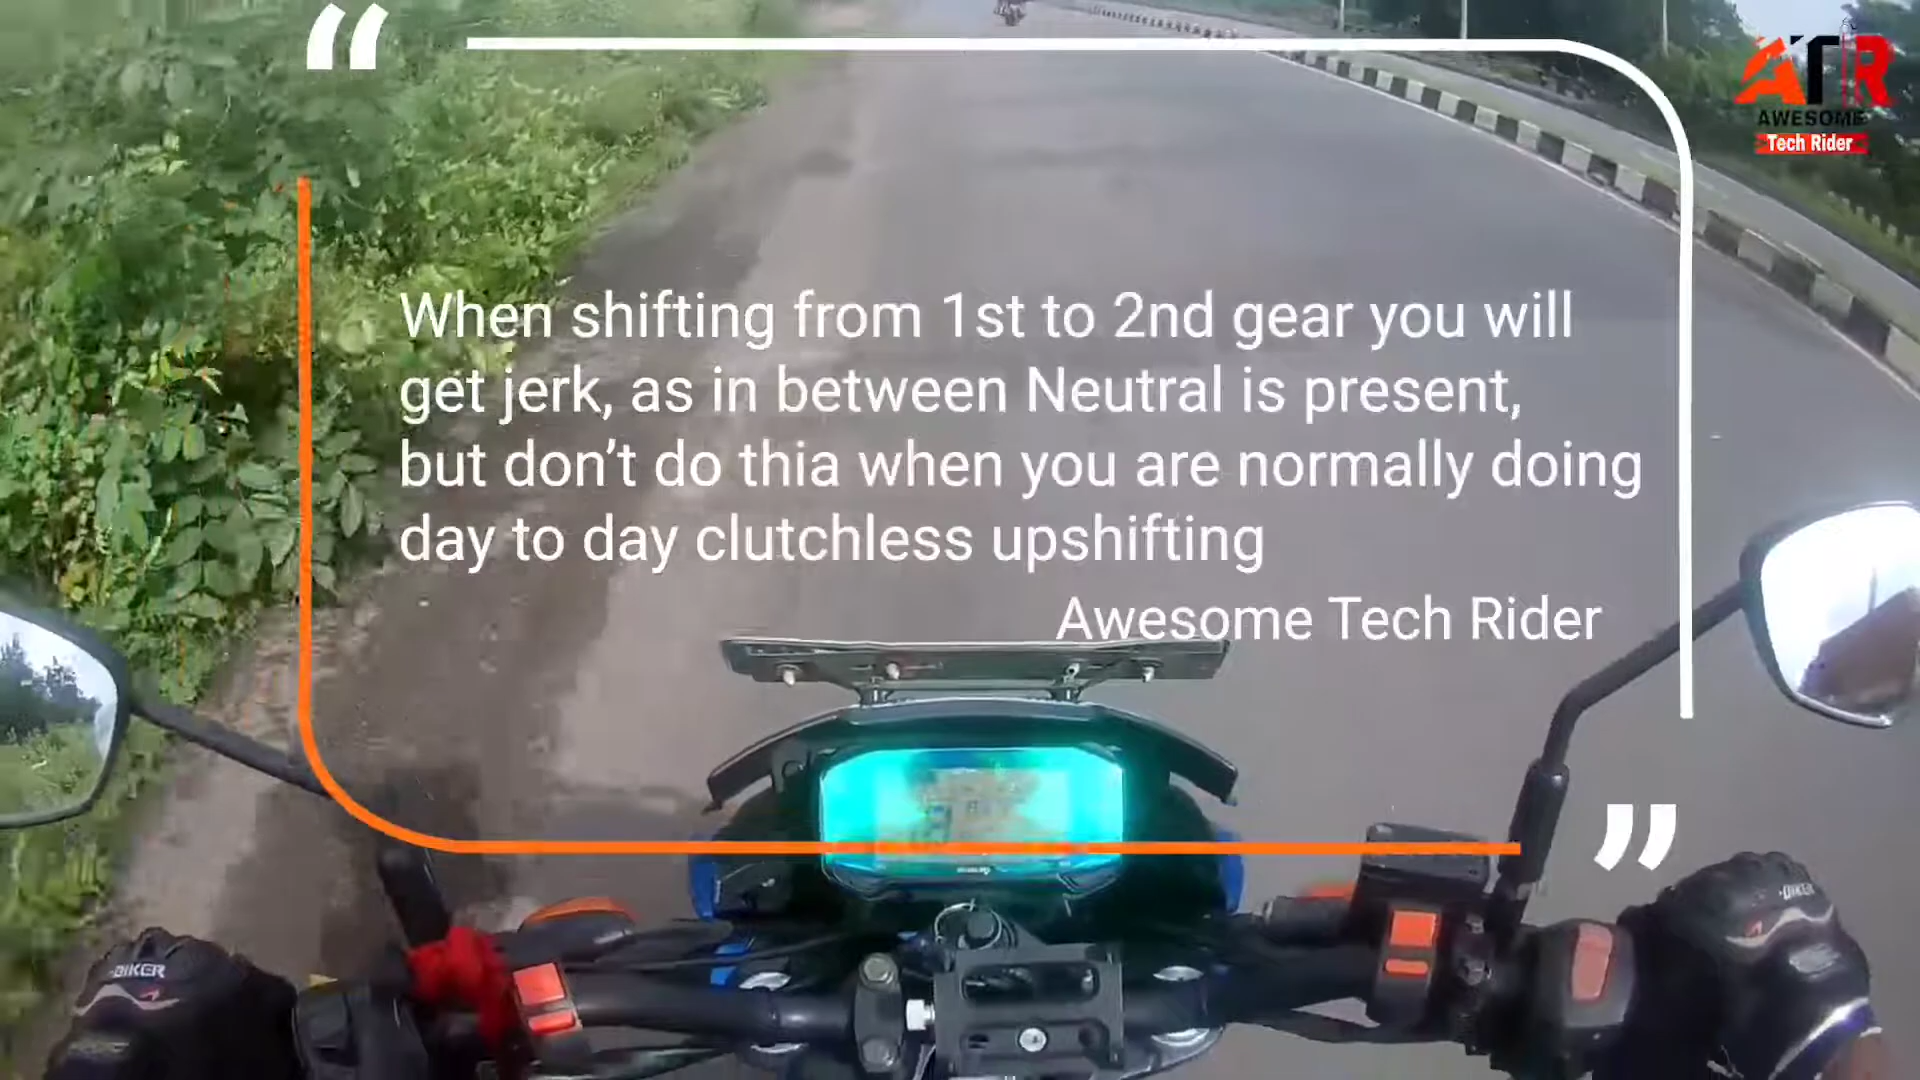 ATR
AWESOME
Tech Rider
When shifting from 1st to 2nd gear you will
get jerk, as in between Neutral is present,
but don’t do thia when you are normally doing
day to day clutchless upshifting
Awesome Tech Rider
-BIKER
-BIKER